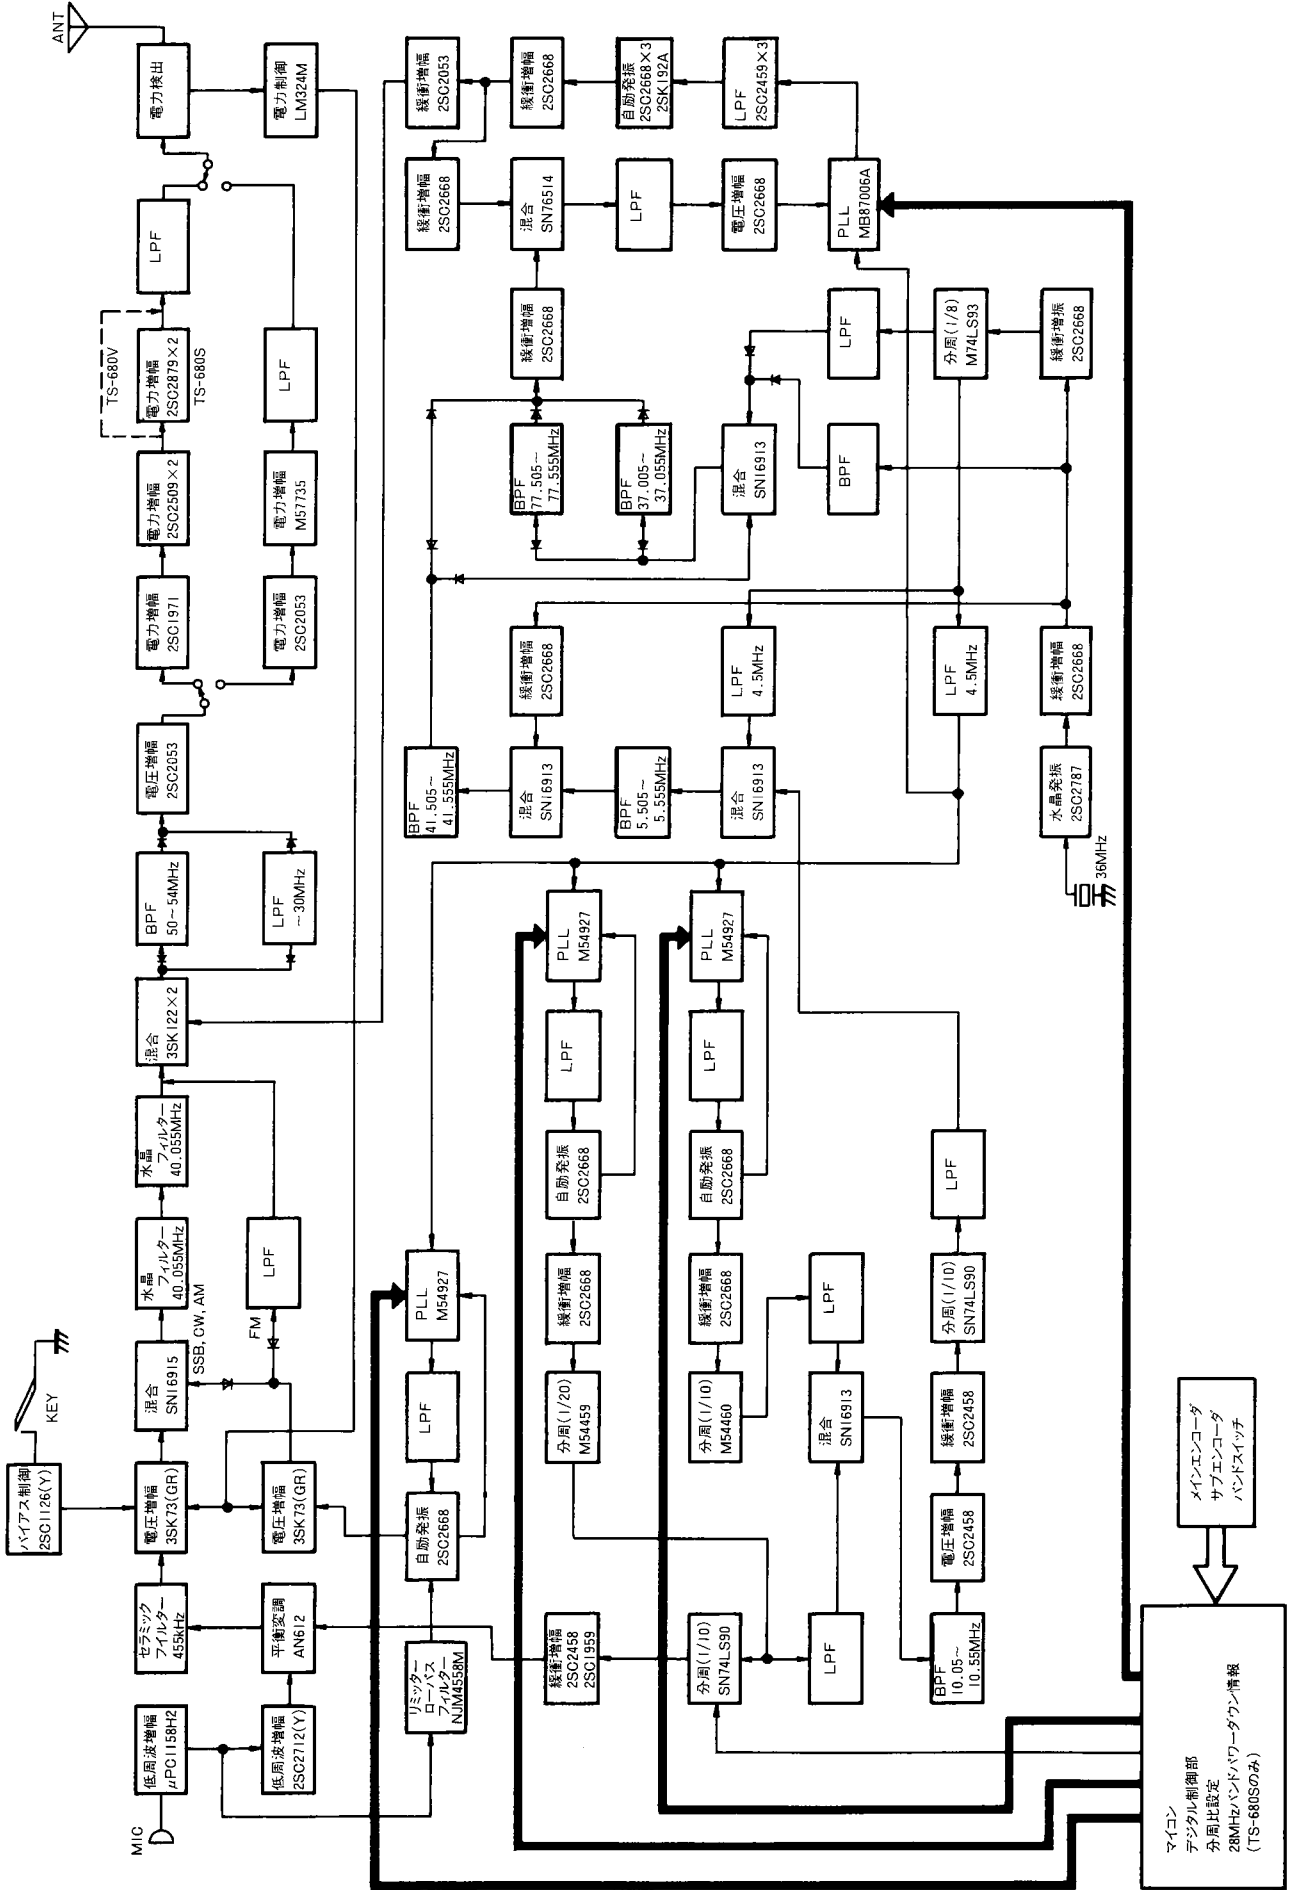 MIC
低周波増幅
μPC1158H2
低周波増幅
2SC2712(Y)
セラミック
フィルター
455kHz
平衡変調
AN612
バイアス制御
2SC1126(Y)
KEY
電圧増幅
3SK73(GR)
電圧増幅
3SK73(GR)
混合
SN16915
SSB, CW, AM
FM
水晶
フィルター
40.055MHz
LPF
水晶
フィルター
40.055MHz
混合
3SK122×2
BPF
50～54MHz
LPF
～30MHz
電圧増幅
2SC2053
電力増幅
2SC1971
電力増幅
2SC2053
電力増幅
2SC2509×2
電力増幅
M57735
TS-680V
電力増幅
2SC2879×2
TS-680S
LPF
LPF
電力検出
電力制御
LM324M
ANT
リミッター
ローパス
フィルター
NJM4558M
自励発振
2SC2668
LPF
PLL
M54927
BPF
41.505～
41.555MHz
緩衝増幅
2SC2668
緩衝増幅
2SC2053
緩衝増幅
2SC2458
2SC1959
分周(1/20)
M54459
緩衝増幅
2SC2668
自励発振
2SC2668
LPF
PLL
M54927
混合
SN16913
緩衝増幅
2SC2668
BPF
77.505～
77.555MHz
緩衝増幅
2SC2668
混合
SN76514
緩衝増幅
2SC2668
BPF
5.505～
5.555MHz
BPF
37.005～
37.055MHz
LPF
自励発振
2SC2668×3
2SK192A
分周(1/10)
SN74LS90
分周(1/10)
M54460
緩衝増幅
2SC2668
自励発振
2SC2668
LPF
PLL
M54927
混合
SN16913
LPF
4.5MHz
混合
SN16913
電圧増幅
2SC2668
LPF
2SC2459×3
LPF
混合
SN16913
LPF
BPF
LPF
PLL
MB87006A
BPF
10.05～
10.55MHz
電圧増幅
2SC2458
緩衝増幅
2SC2458
分周(1/10)
SN74LS90
LPF
LPF
4.5MHz
分周(1/8)
M74LS93
36MHz
水晶発振
2SC2787
緩衝増幅
2SC2668
緩衝増振
2SC2668
マイコン
デジタル制御部
分周比設定
28MHzバンドパワーダウン情報
(TS-680Sのみ)
メインエンコーダ
サブエンコーダ
バンドスイッチ